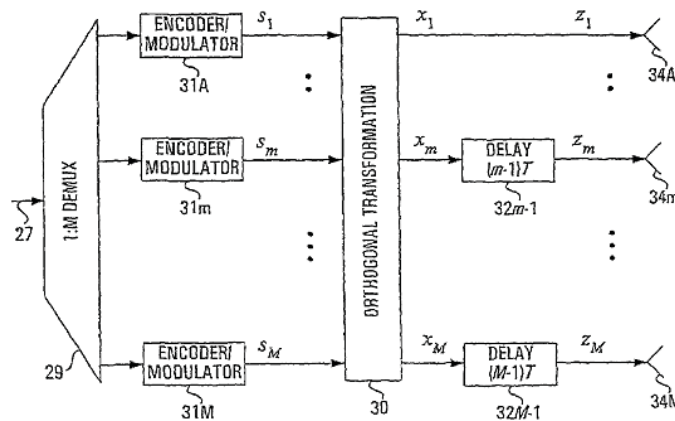 ENCODER/
MODULATOR
s1
x1
z1
31A
34A
ENCODER/
MODULATOR
sm
xm
DELAY
(m-1)T
zm
31m
32m-1
34m
27
1:M DEMUX
ORTHOGONAL TRANSFORMATION
29
ENCODER/
MODULATOR
sM
xM
DELAY
(M-1)T
zM
31M
30
32M-1
34M